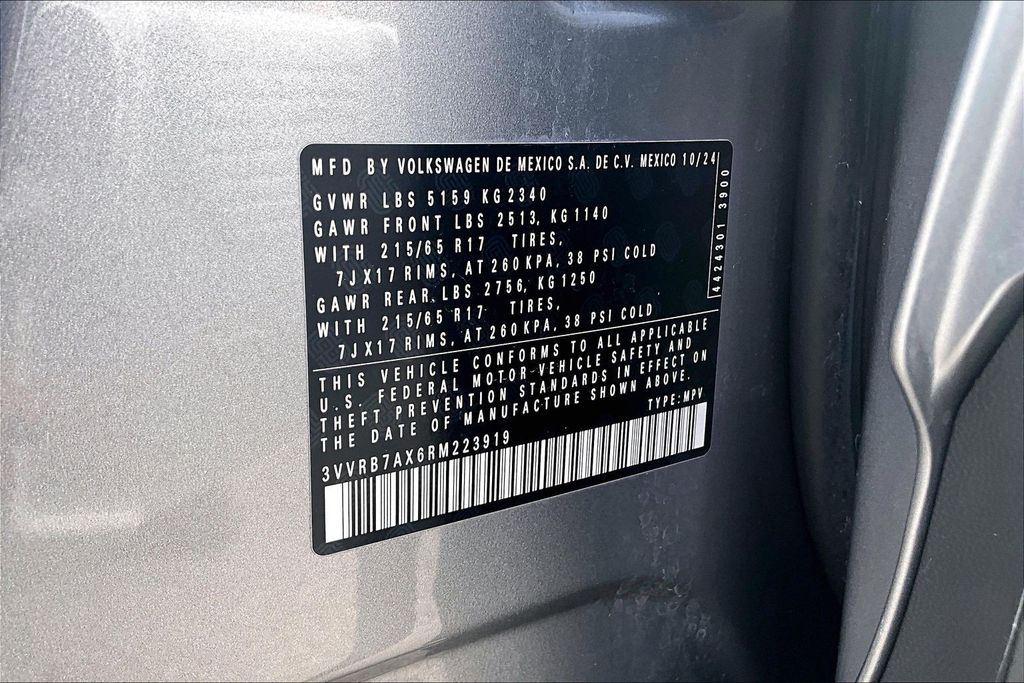 MFD BY VOLKSWAGEN DE MEXICO S.A. DE C.V. MEXICO 10/24
GVWR LBS 5159 KG 2340
GAWR FRONT LBS 2513, KG 1140
WITH 215/65 R17 TIRES,
7JX17 RIMS, AT 260 KPA, 38 PSI COLD
GAWR REAR. LBS 2756, KG 1250
WITH 215/65 R17 TIRES,
7JX17 RIMS, AT 260 KPA, 38 PSI COLD
4424301 3900
THIS VEHICLE CONFORMS TO ALL APPLICABLE
U.S. FEDERAL MOTOR-VEHICLE SAFETY AND
THEFT PREVENTION STANDARDS IN EFFECT ON
THE DATE OF MANUFACTURE SHOWN ABOVE.
TYPE: MPV
3VVRB7AX6RM223919